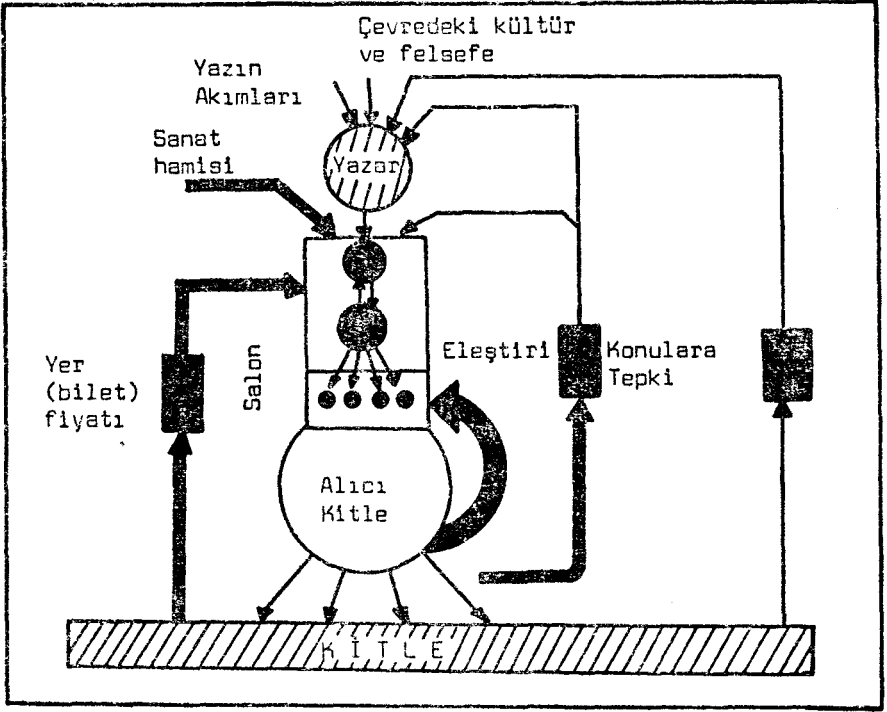 Çevredeki kültür
ve felsefe
Yazın
Akımları
Sanat
hamisi
Yazar
Yer
(bilet)
fiyatı
Salon
Eleştiri
Konulara
Tepki
Alıcı
Kitle
KİTLE